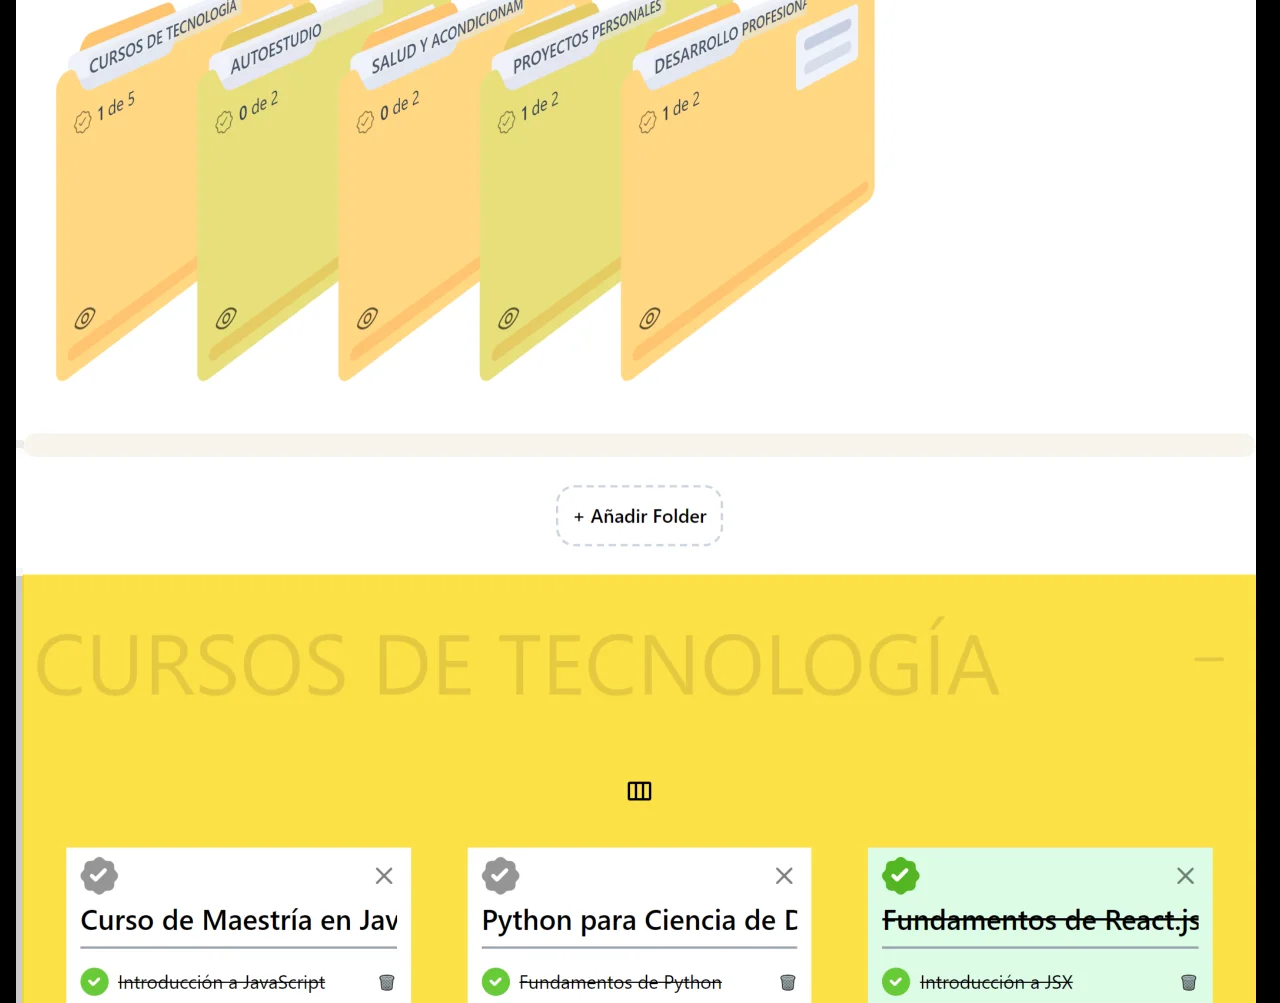 CURSOS DE TECNOLOGÍA
AUTOESTUDIO
SALUD Y ACONDICIONAM
PROYECTOS PERSONALES
DESARROLLO PROFESIONA
1 de 5
0 de 2
0 de 2
1 de 2
1 de 2
+ Añadir Folder
CURSOS DE TECNOLOGÍA
Curso de Maestría en Jav
Python para Ciencia de D
Fundamentos de React.js
Introducción a JavaScript
Fundamentos de Python
Introducción a JSX